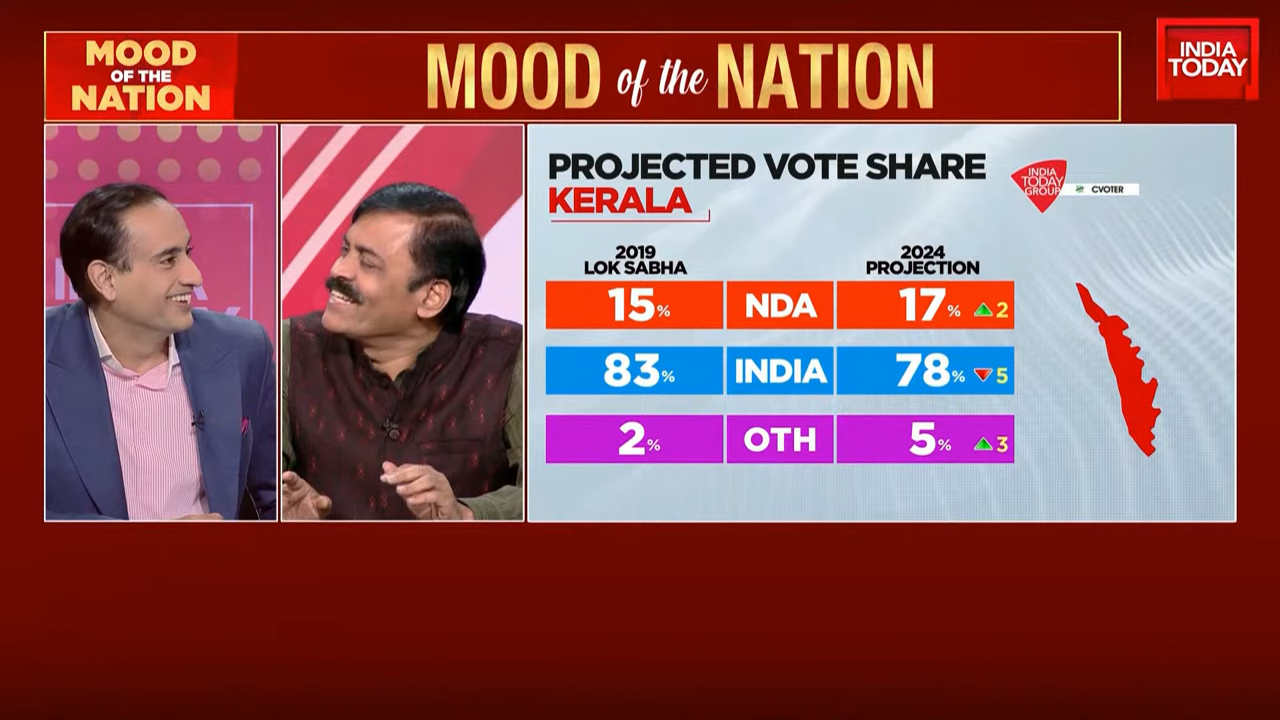 MOOD
OF THE
NATION
MOOD of the NATION
INDIA
TODAY
PROJECTED VOTE SHARE
KERALA
INDIA
TODAY
GROUP
CVOTER
2019
LOK SABHA
2024
PROJECTION
15% NDA 17% 2
83% INDIA 78% 5
2% OTH 5% 3